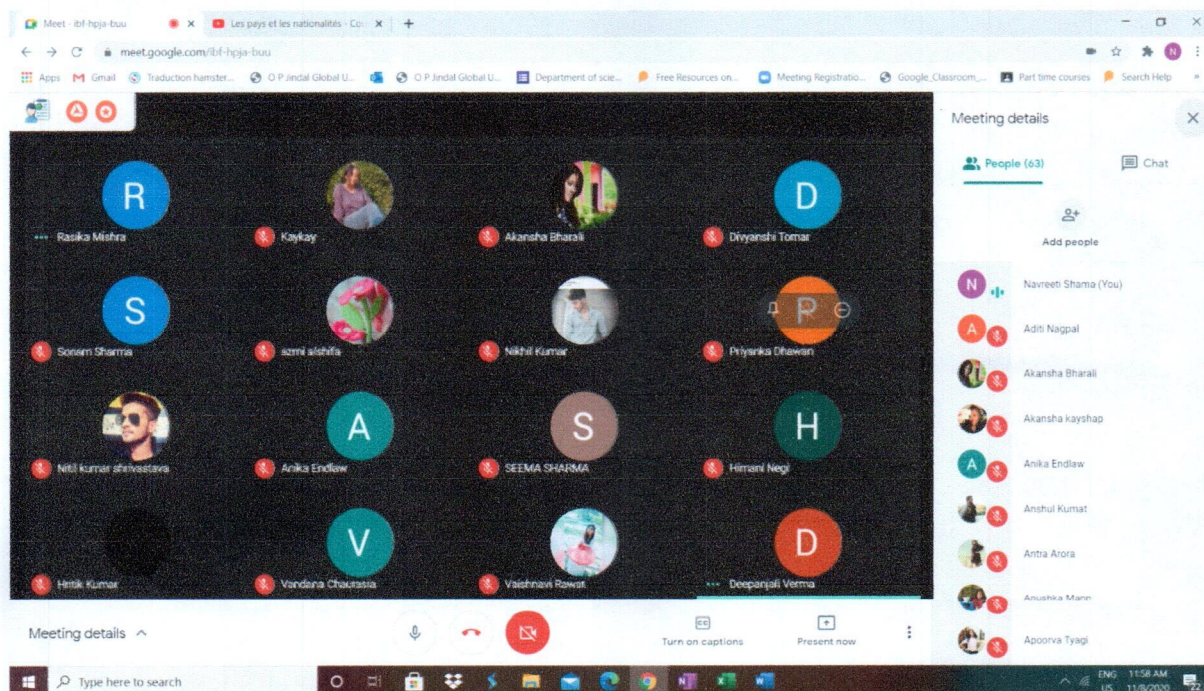 Meet - ibf-hpja-buu
Les pays et les nationalités - Co
meet.google.com/ibf-hpja-buu
N
Apps Gmail Traduction hamster... O P Jindal Global U... O P Jindal Global U... Department of scie... Free Resources on... Meeting Registratio... Google_Classroom_... Part time courses Search Help »
Meeting details
People (63) Chat
Add people
R D
Rasika Mishra Kaykay Akansha Bharali Divyanshi Tomar
S P
Sonam Sharma azmi alshifa Nikhil Kumar Priyanka Dhawan
A S H
Nitil kumar shrivastava Anika Endlaw SEEMA SHARMA Himani Negi
V D
Hritik Kumar Vandana Chaurasia Vaishnavi Rawat Deepanjali Verma
N Navreeti Shama (You)
A Aditi Nagpal
Akansha Bharali
Akansha kayshap
A Anika Endlaw
Anshul Kumat
Antra Arora
Anushka Mann
Apoorva Tyagi
Meeting details
Turn on captions
Present now
Type here to search
ENG 11:58 AM
US 11/8/2020